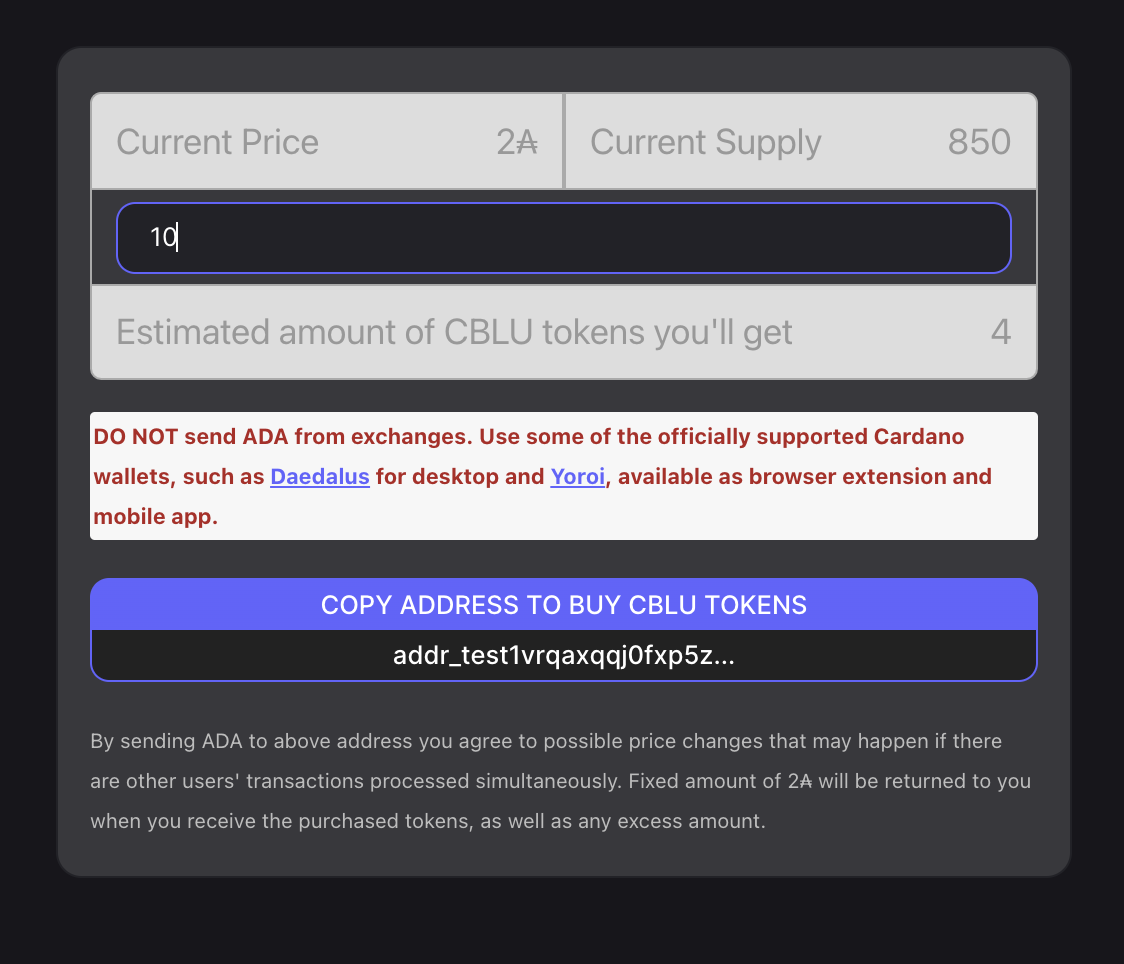 Current Price 2₳ Current Supply 850
10
Estimated amount of CBLU tokens you'll get 4
DO NOT send ADA from exchanges. Use some of the officially supported Cardano
wallets, such as Daedalus for desktop and Yoroi, available as browser extension and
mobile app.
COPY ADDRESS TO BUY CBLU TOKENS
addr_test1vrqaxqqj0fxp5z...
By sending ADA to above address you agree to possible price changes that may happen if there
are other users' transactions processed simultaneously. Fixed amount of 2₳ will be returned to you
when you receive the purchased tokens, as well as any excess amount.